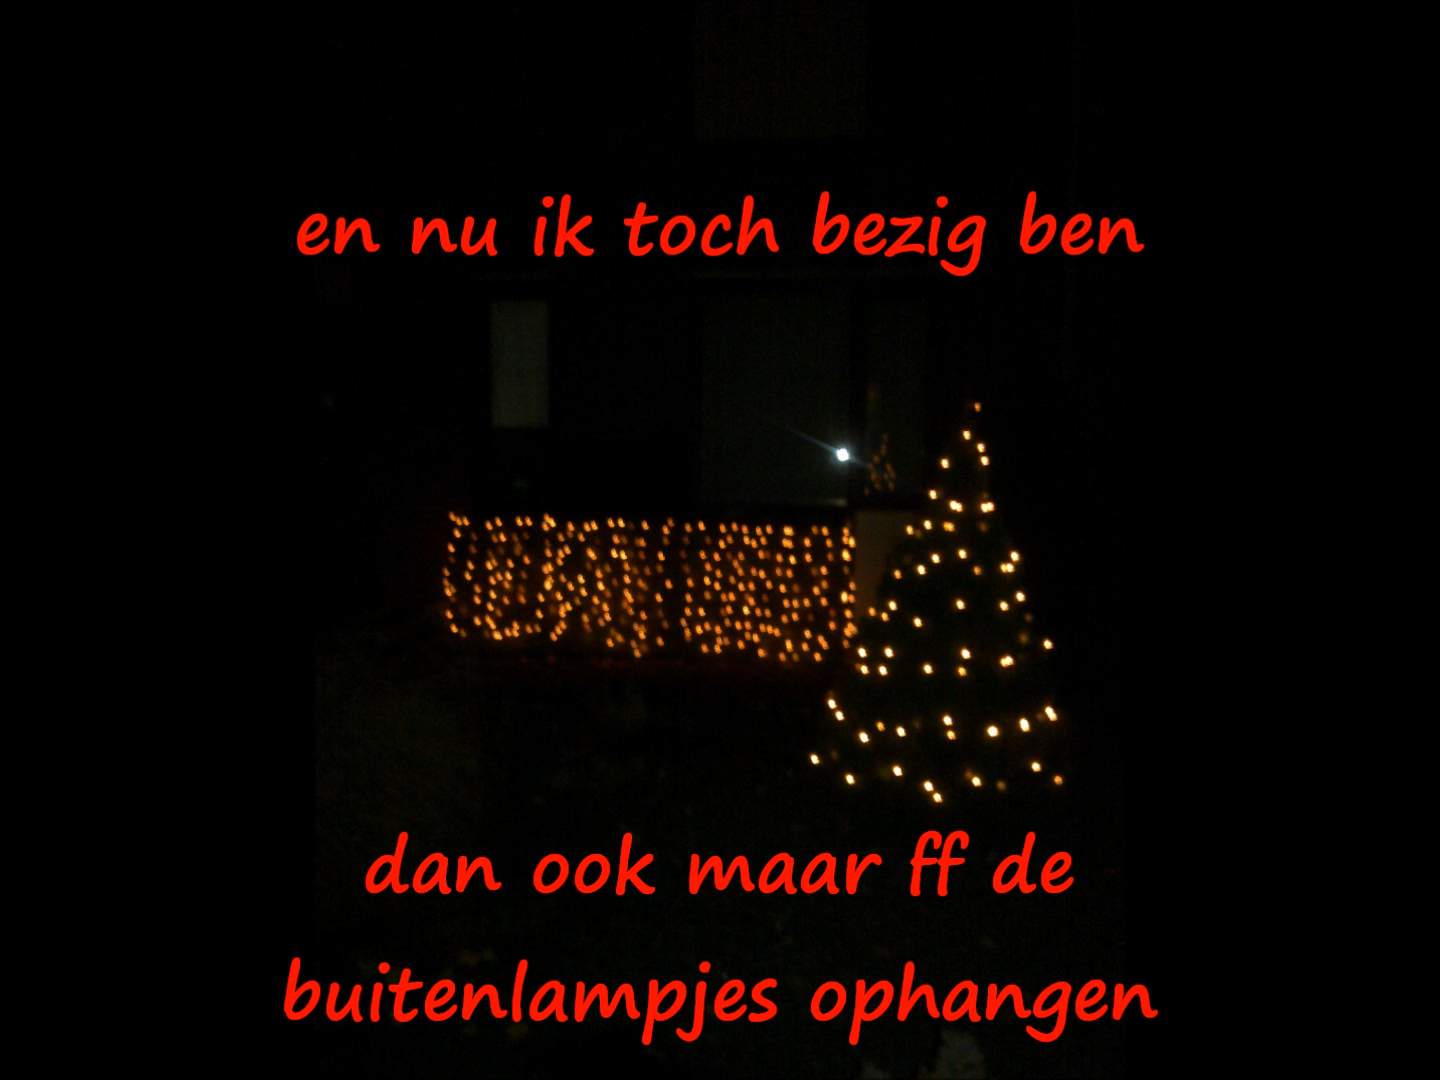 en nu ik toch bezig ben
dan ook maar ff de
buitenlampjes ophangen